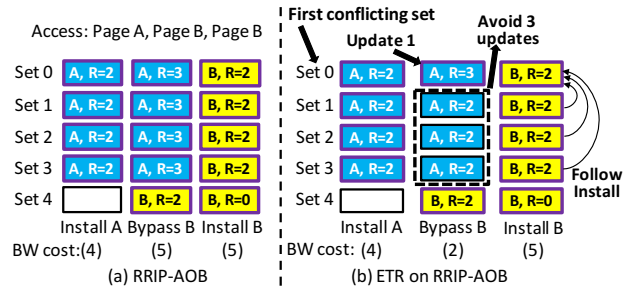 Access: Page A, Page B, Page B
Set 0 A, R=2 A, R=3 B, R=2
Set 1 A, R=2 A, R=3 B, R=2
Set 2 A, R=2 A, R=3 B, R=2
Set 3 A, R=2 A, R=3 B, R=2
Set 4 B, R=2 B, R=0
Install A Bypass B Install B
BW cost: (4) (5) (5)
(a) RRIP-AOB
First conflicting set
Update 1
Avoid 3
updates
Set 0 A, R=2 A, R=3 B, R=2
Set 1 A, R=2 A, R=2 B, R=2
Set 2 A, R=2 A, R=2 B, R=2
Set 3 A, R=2 A, R=2 B, R=2
Follow
Install
Set 4 B, R=2 B, R=0
Install A Bypass B Install B
BW cost: (4) (2) (5)
(b) ETR on RRIP-AOB